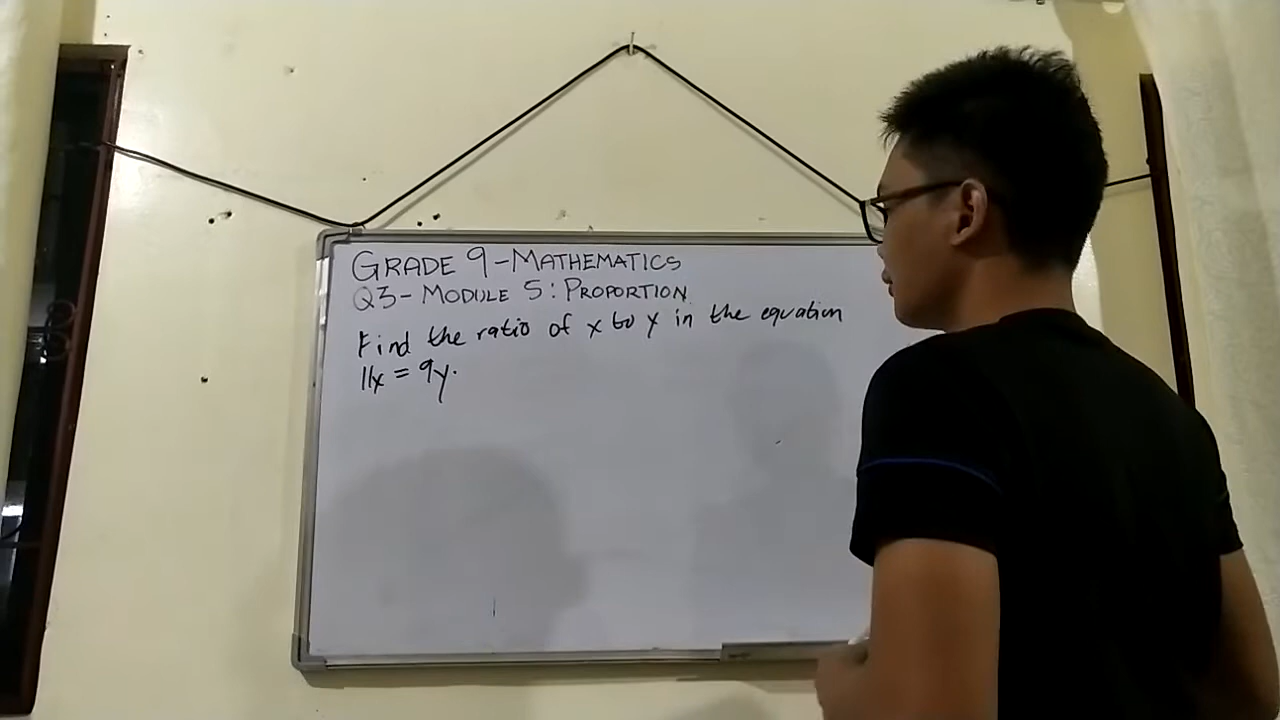 GRADE 9-MATHEMATICS
Q3- MODULE 5: PROPORTION
Find the ratio of x to y in the equation
11x = 9y.